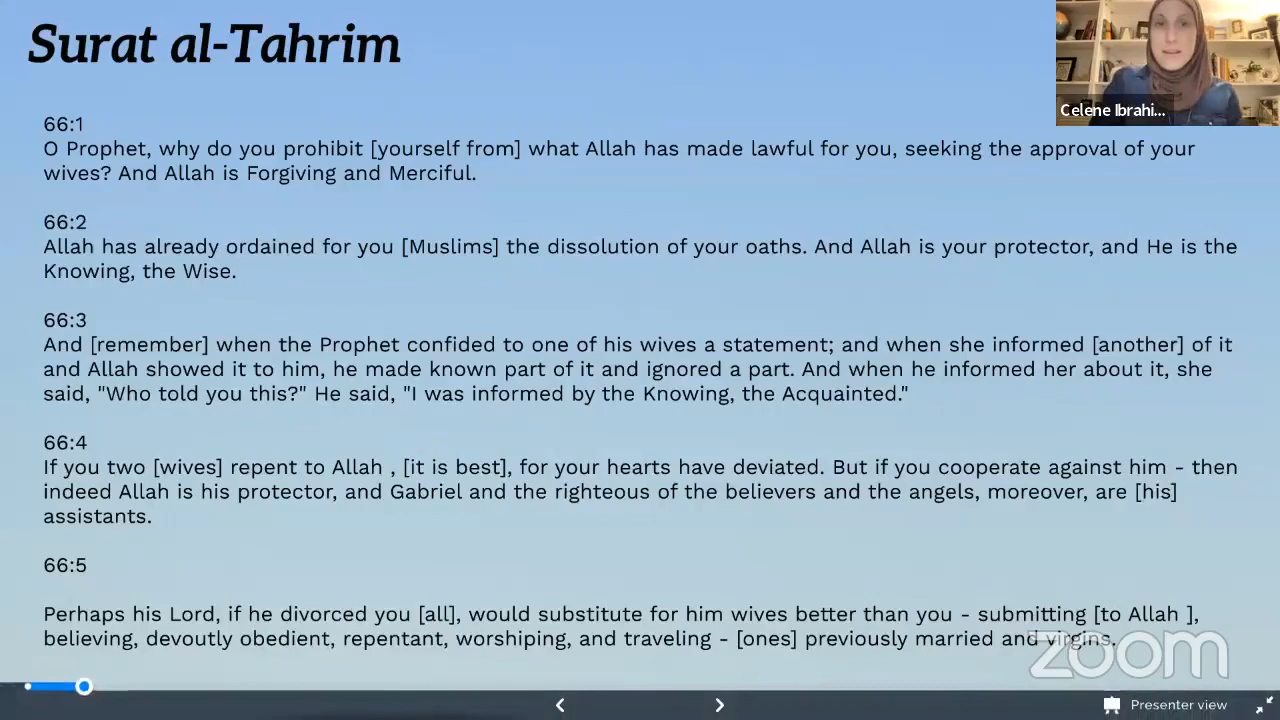 Surat al-Tahrim
Celene Ibrahi...
66:1
O Prophet, why do you prohibit [yourself from] what Allah has made lawful for you, seeking the approval of your
wives? And Allah is Forgiving and Merciful.
66:2
Allah has already ordained for you [Muslims] the dissolution of your oaths. And Allah is your protector, and He is the
Knowing, the Wise.
66:3
And [remember] when the Prophet confided to one of his wives a statement; and when she informed [another] of it
and Allah showed it to him, he made known part of it and ignored a part. And when he informed her about it, she
said, "Who told you this?" He said, "I was informed by the Knowing, the Acquainted."
66:4
If you two [wives] repent to Allah , [it is best], for your hearts have deviated. But if you cooperate against him - then
indeed Allah is his protector, and Gabriel and the righteous of the believers and the angels, moreover, are [his]
assistants.
66:5
Perhaps his Lord, if he divorced you [all], would substitute for him wives better than you - submitting [to Allah ],
believing, devoutly obedient, repentant, worshiping, and traveling - [ones] previously married and virgins.
zoom
Presenter view